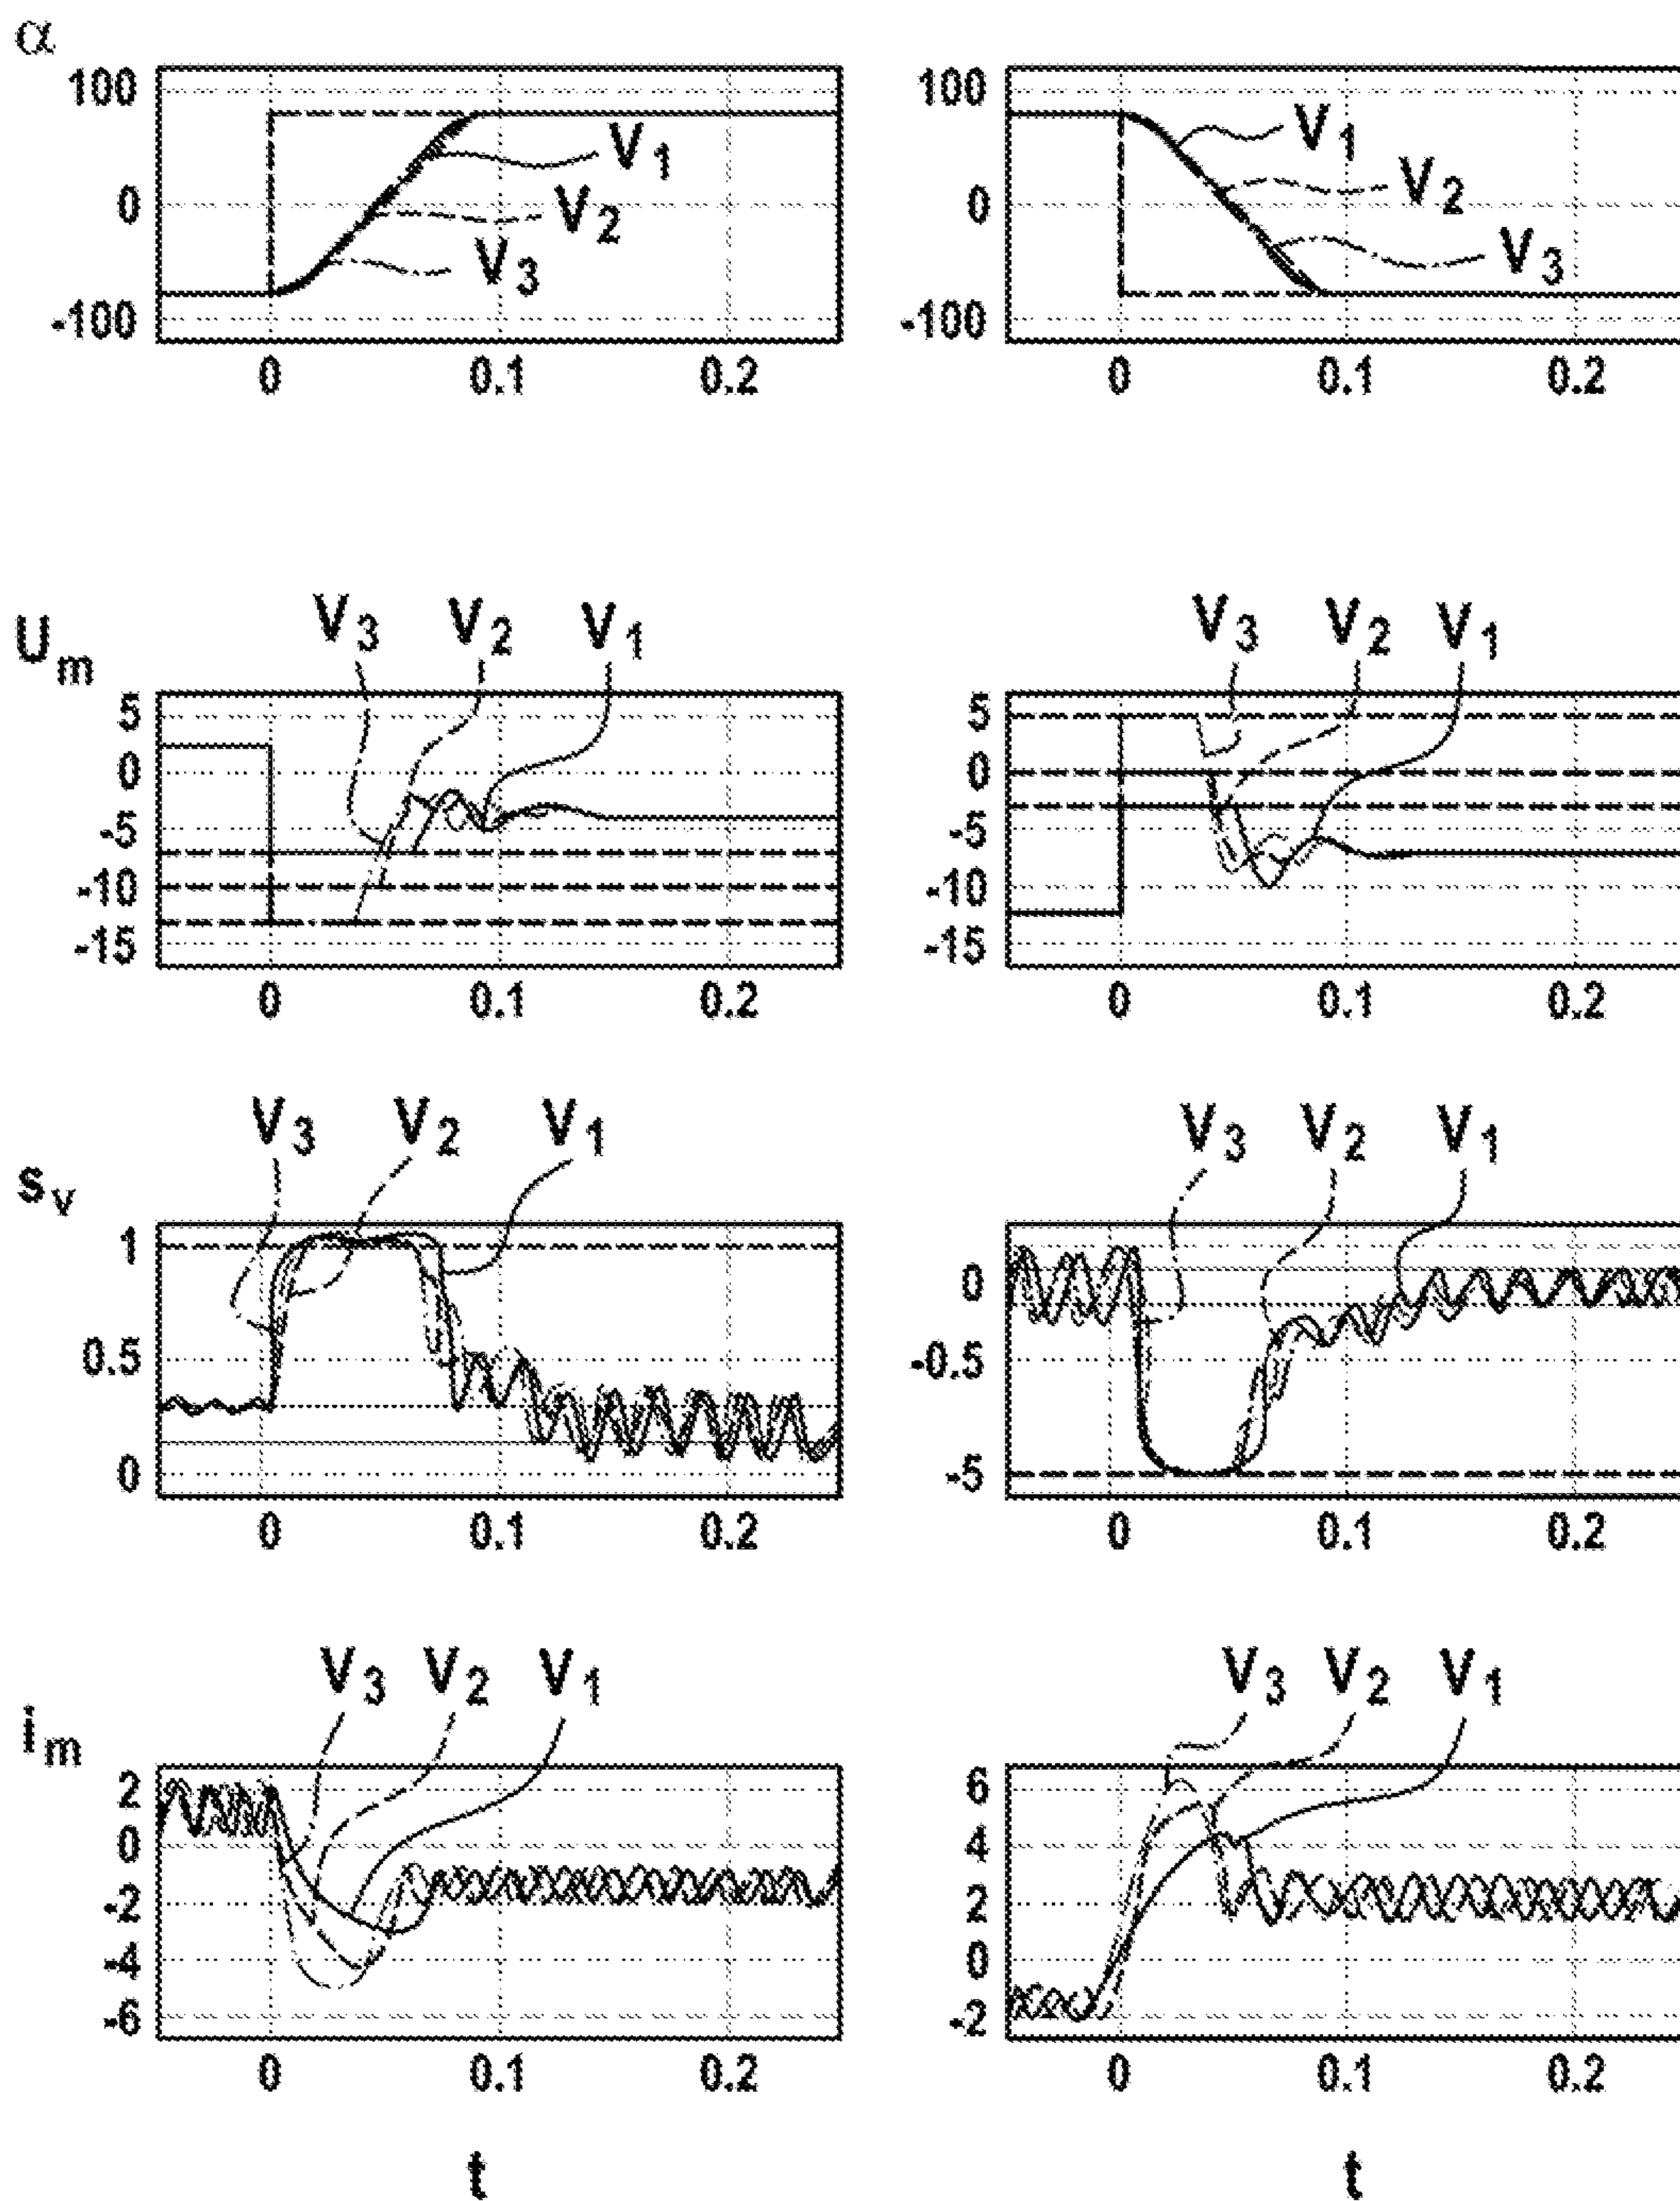 α
100 100
V1 V1
0 V2 0 V2
V3 V3
-100 -100
0 0.1 0.2 0 0.1 0.2
Um V3 V2 V1 V3 V2 V1
5 5
0 0
-5 -5
-10 -10
-15 -15
0 0.1 0.2 0 0.1 0.2
V3 V2 V1 V3 V2 V1
sv
1 0
0.5 -0.5
0 -5
0 0.1 0.2 0 0.1 0.2
V3 V2 V1 V3 V2 V1
im
2 6
0 4
-2 2
-4 0
-6 -2
0 0.1 0.2 0 0.1 0.2
t t